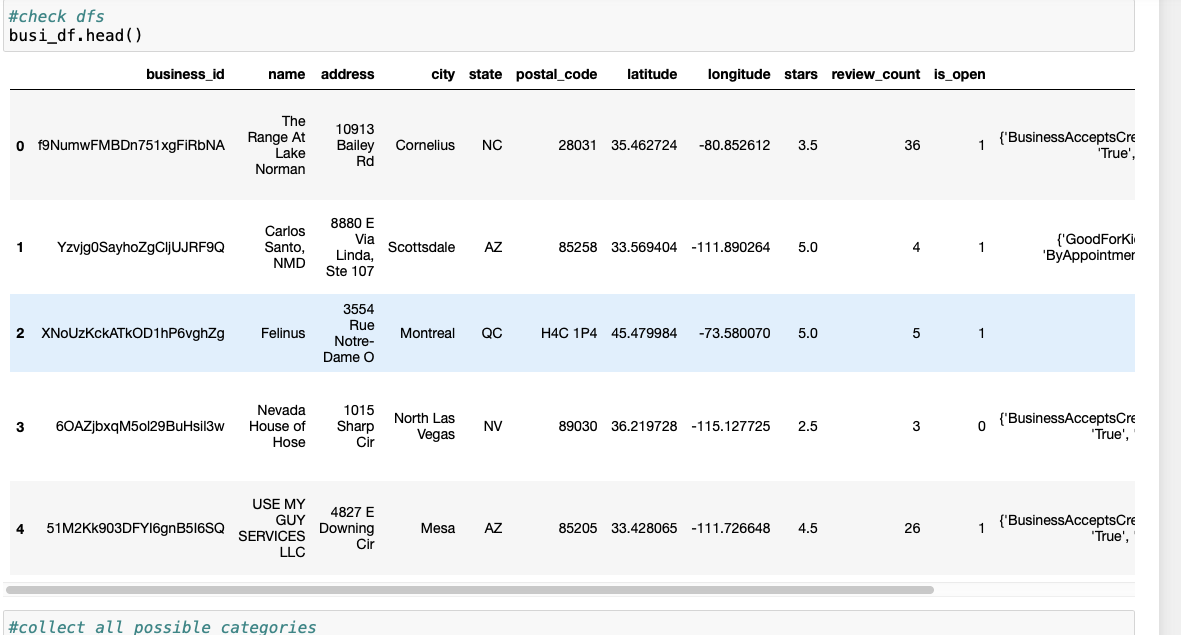 #check dfs
busi_df.head()
business_id name address city state postal_code latitude longitude stars review_count is_open
0 f9NumwFMBDn751xgFiRbNA The Range At Lake Norman 10913 Bailey Rd Cornelius NC 28031 35.462724 -80.852612 3.5 36 1 {'BusinessAcceptsCre 'True',
1 Yzvjg0SayhoZgCljUJRF9Q Carlos Santo, NMD 8880 E Via Linda, Ste 107 Scottsdale AZ 85258 33.569404 -111.890264 5.0 4 1 {'GoodForKi 'ByAppointmen
2 XNoUzKckATkOD1hP6vghZg Felinus 3554 Rue Notre-Dame O Montreal QC H4C 1P4 45.479984 -73.580070 5.0 5 1
3 6OAZjbxqM5ol29BuHsil3w Nevada House of Hose 1015 Sharp Cir North Las Vegas NV 89030 36.219728 -115.127725 2.5 3 0 {'BusinessAcceptsCre 'True', '
4 51M2Kk903DFYI6gnB5I6SQ USE MY GUY SERVICES LLC 4827 E Downing Cir Mesa AZ 85205 33.428065 -111.726648 4.5 26 1 {'BusinessAcceptsCre 'True', '
#collect all possible categories